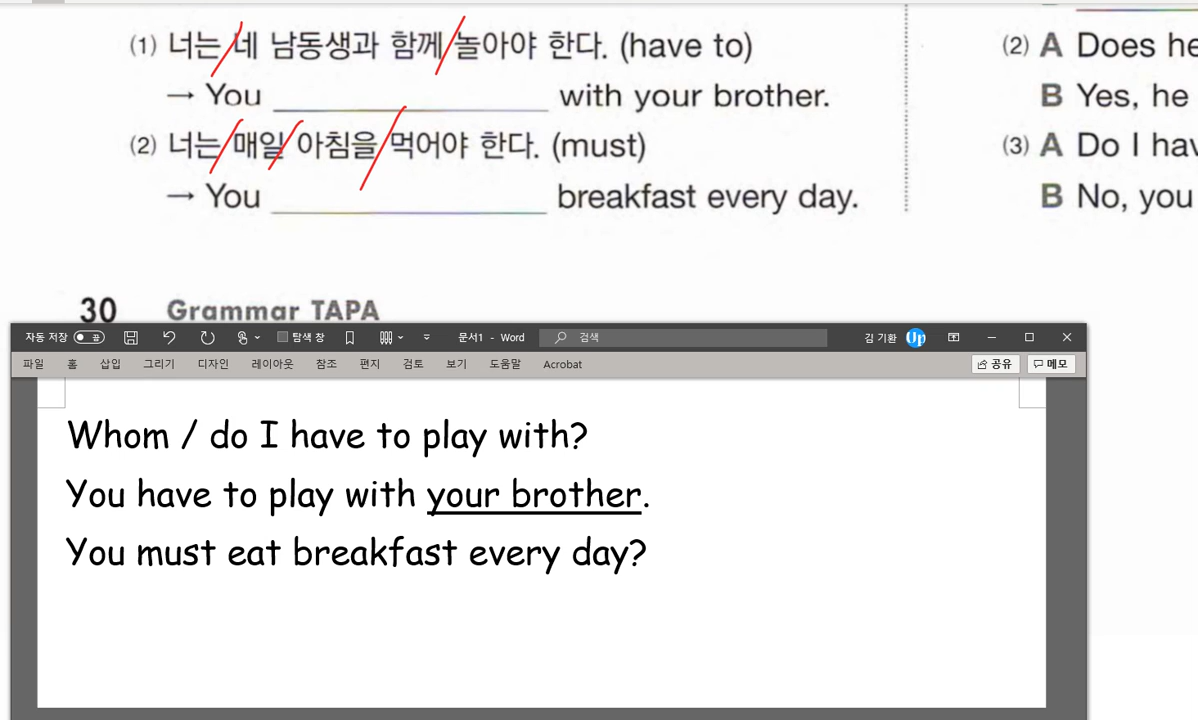 (1) 너는 네 남동생과 함께 놀아야 한다. (have to)
→ You ____________ with your brother.
(2) 너는 매일 아침을 먹어야 한다. (must)
→ You ____________ breakfast every day.
(2) A Does he
B Yes, he
(3) A Do I hav
B No, you
30 Grammar TAPA
자동 저장 끔 탐색 창 문서1 - Word 검색 김 기환 Up
파일 홈 삽입 그리기 디자인 레이아웃 참조 편지 검토 보기 도움말 Acrobat 공유 메모
Whom / do I have to play with?
You have to play with your brother.
You must eat breakfast every day?